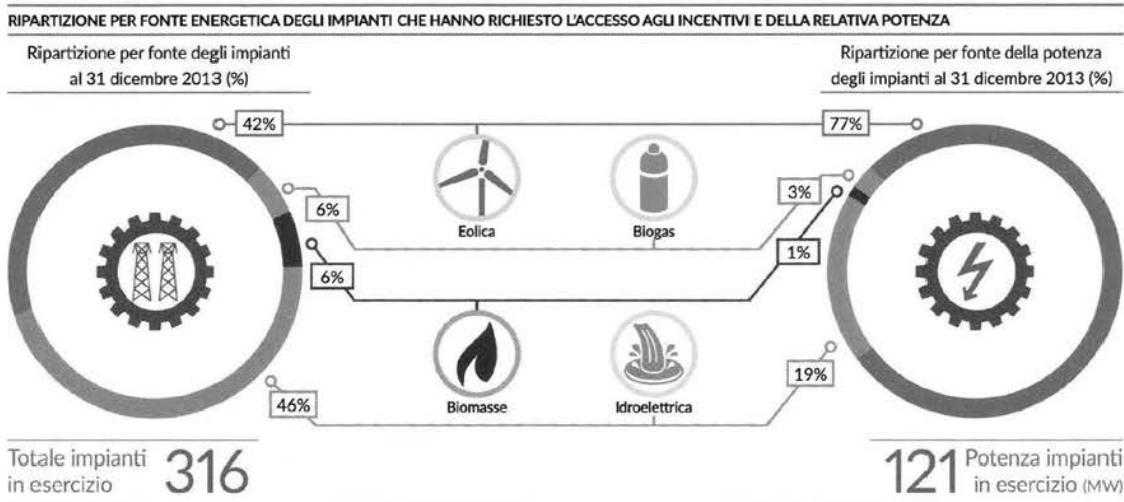 RIPARTIZIONE PER FONTE ENERGETICA DEGLI IMPIANTI CHE HANNO RICHIESTO L'ACCESSO AGLI INCENTIVI E DELLA RELATIVA POTENZA
Ripartizione per fonte degli impianti
al 31 dicembre 2013 (%)
Ripartizione per fonte della potenza
degli impianti al 31 dicembre 2013 (%)
42%
77%
6%
Eolica
Biogas
3%
6%
1%
46%
Biomasse
Idroelettrica
19%
Totale impianti
in esercizio
316
121
Potenza impianti
in esercizio (MW)